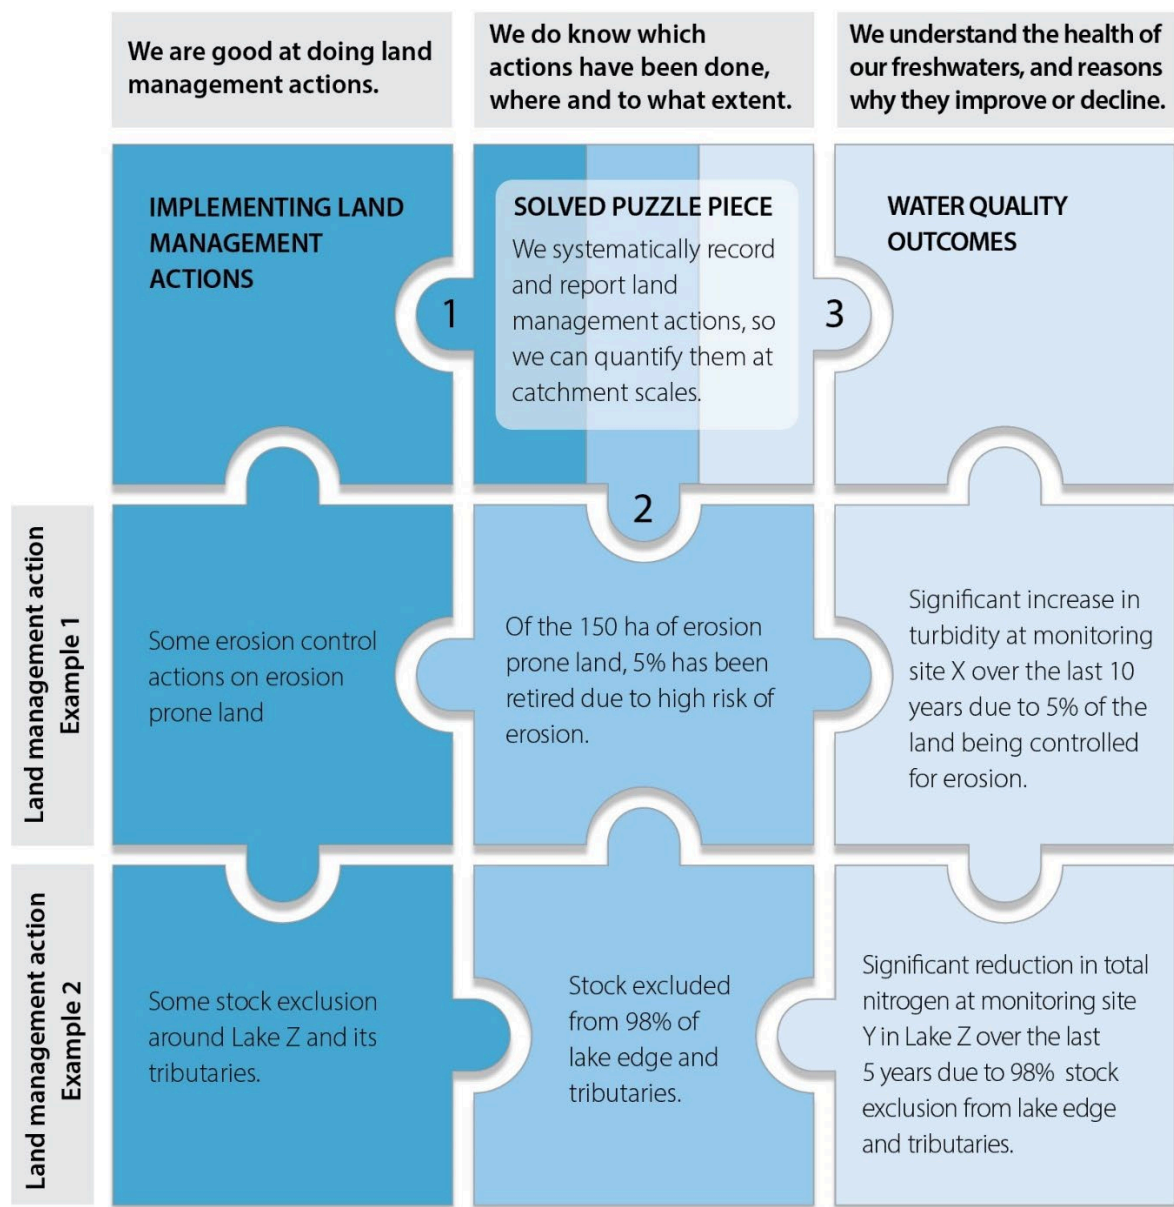 We are good at doing land
management actions.
We do know which
actions have been done,
where and to what extent.
We understand the health of
our freshwaters, and reasons
why they improve or decline.
IMPLEMENTING LAND
MANAGEMENT
ACTIONS
1
SOLVED PUZZLE PIECE
We systematically record
and report land
management actions, so
we can quantify them at
catchment scales.
2
3
WATER QUALITY
OUTCOMES
Land management action
Example 1
Some erosion control
actions on erosion
prone land
Of the 150 ha of erosion
prone land, 5% has been
retired due to high risk of
erosion.
Significant increase in
turbidity at monitoring
site X over the last 10
years due to 5% of the
land being controlled
for erosion.
Land management action
Example 2
Some stock exclusion
around Lake Z and its
tributaries.
Stock excluded
from 98% of
lake edge and
tributaries.
Significant reduction in total
nitrogen at monitoring site
Y in Lake Z over the last
5 years due to 98% stock
exclusion from lake edge
and tributaries.